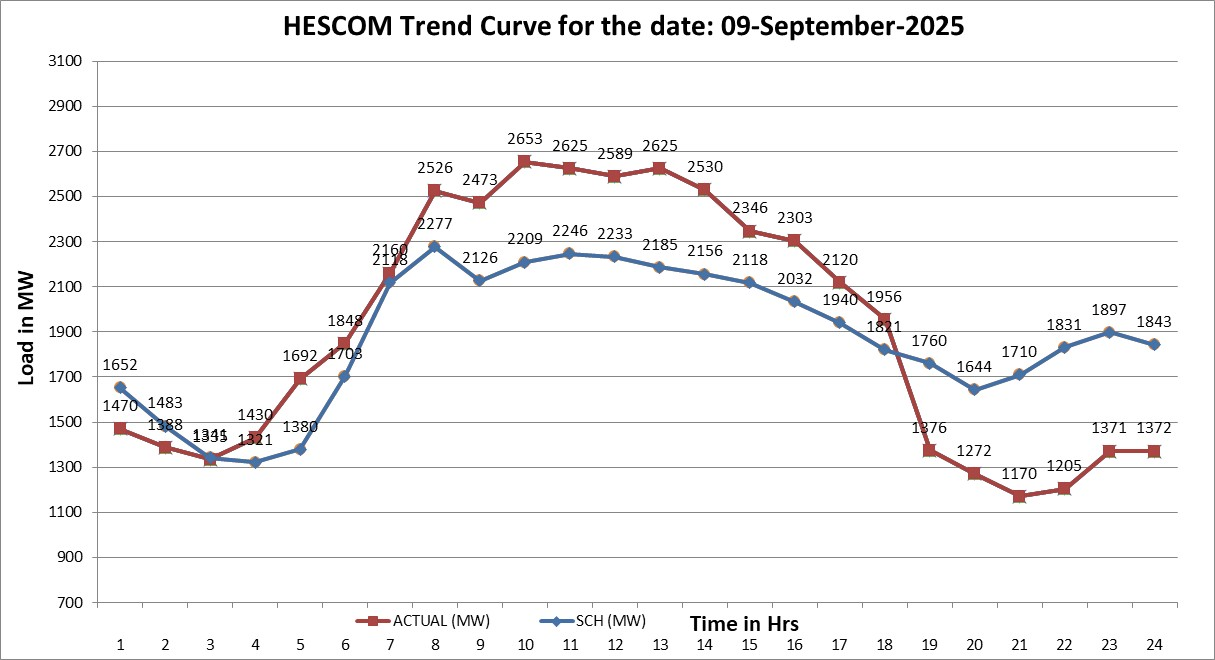 HESCOM Trend Curve for the date: 09-September-2025
Load in MW
3100
2900
2700
2500
2300
2100
1900
1700
1500
1300
1100
900
700
1470 1388 1335 1430 1692 1848 2160 2526 2473 2653 2625 2589 2625 2530 2346 2303 2120 1956 1376 1272 1170 1205 1371 1372
1652 1483 1341 1321 1380 1703 2118 2277 2126 2209 2246 2233 2185 2156 2118 2032 1940 1821 1760 1644 1710 1831 1897 1843
ACTUAL (MW) SCH (MW) Time in Hrs
1 2 3 4 5 6 7 8 9 10 11 12 13 14 15 16 17 18 19 20 21 22 23 24